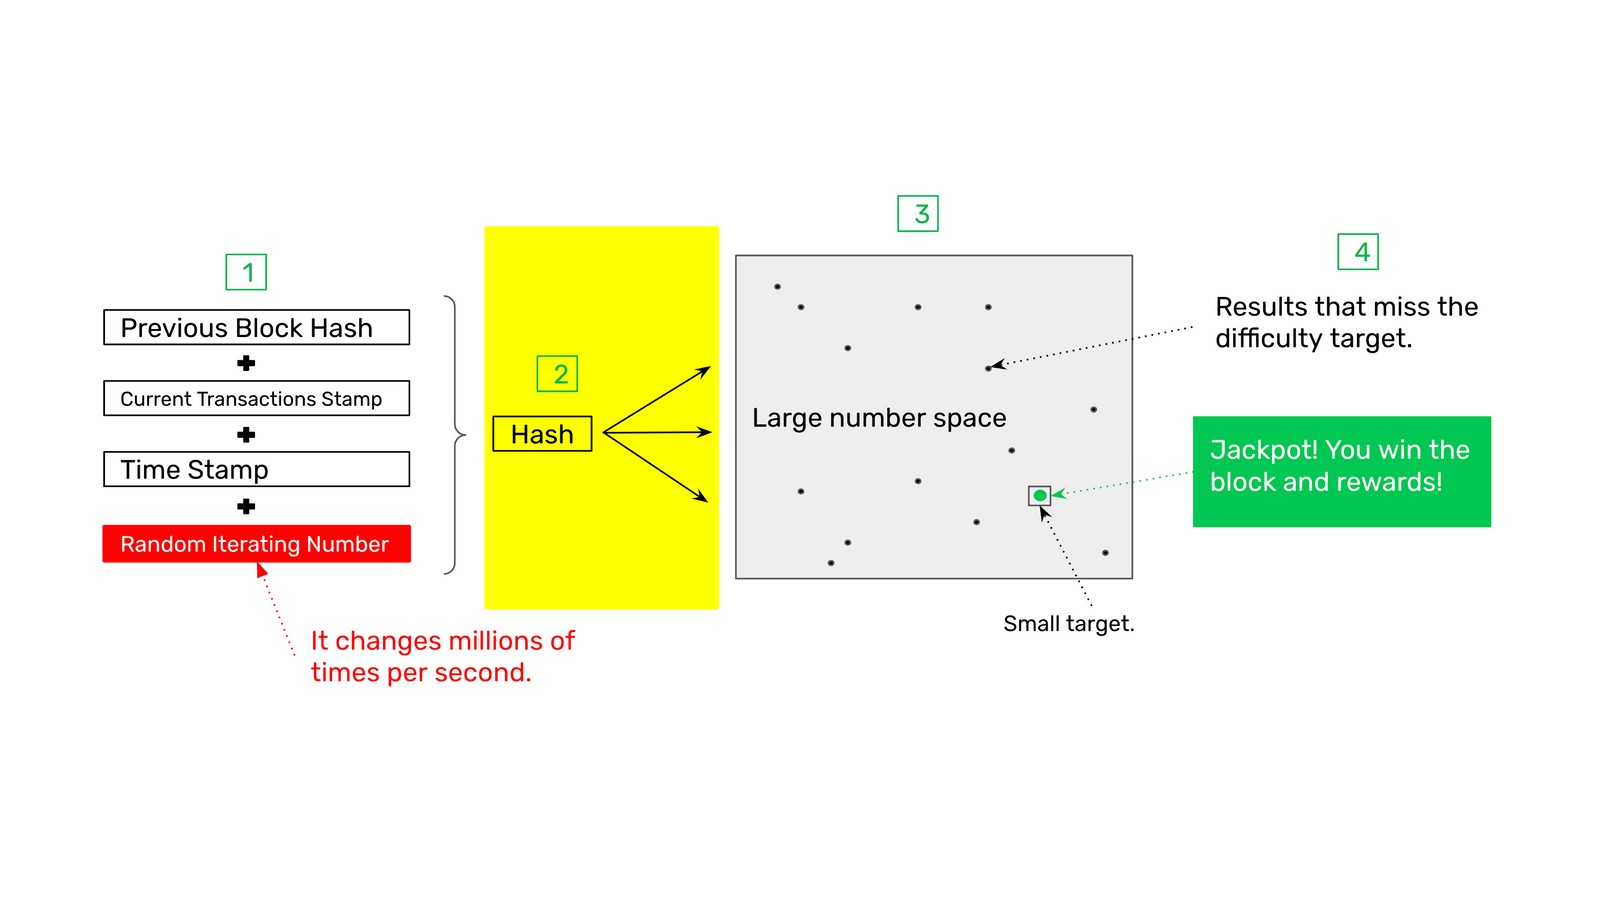 1
Previous Block Hash
Current Transactions Stamp
Time Stamp
Random Iterating Number
It changes millions of
times per second.
2
Hash
3
Large number space
Small target.
4
Results that miss the
difficulty target.
Jackpot! You win the
block and rewards!